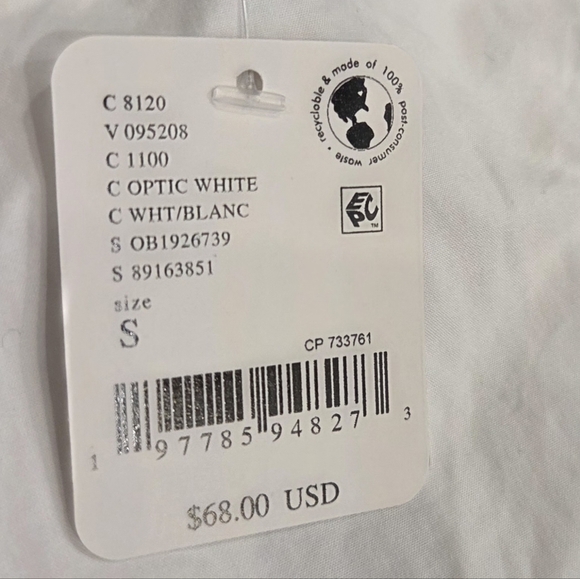 C 8120
V 095208
C 1100
C OPTIC WHITE
C WHT/BLANC
S OB1926739
S 89163851
size
S
recyclable & made of 100% post-consumer waste •
EcPC™
CP 733761
1 97785 94827 3
$68.00 USD